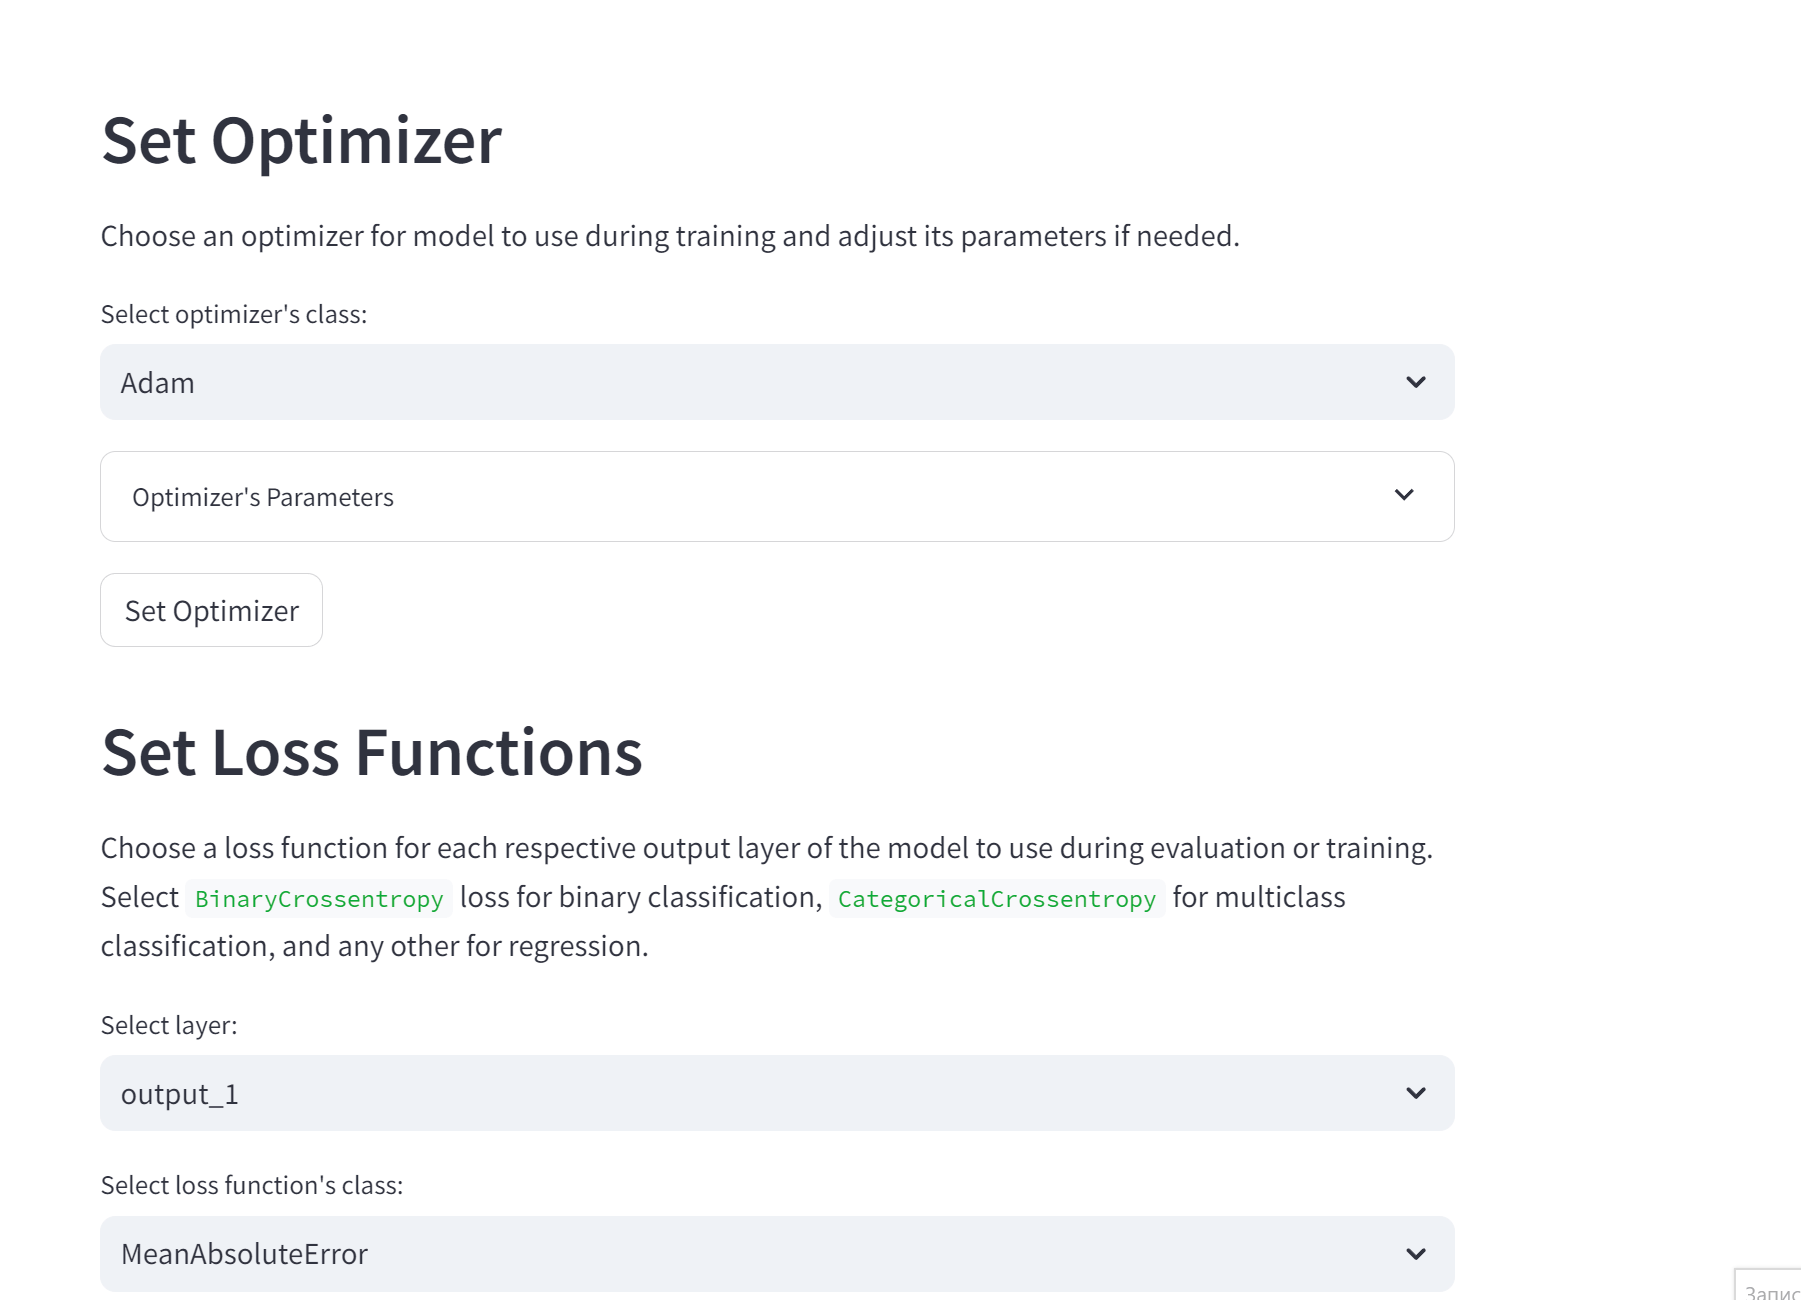 Set Optimizer
Choose an optimizer for model to use during training and adjust its parameters if needed.
Select optimizer's class:
Adam
Optimizer's Parameters
Set Optimizer
Set Loss Functions
Choose a loss function for each respective output layer of the model to use during evaluation or training.
Select BinaryCrossentropy loss for binary classification, CategoricalCrossentropy for multiclass
classification, and any other for regression.
Select layer:
output_1
Select loss function's class:
MeanAbsoluteError